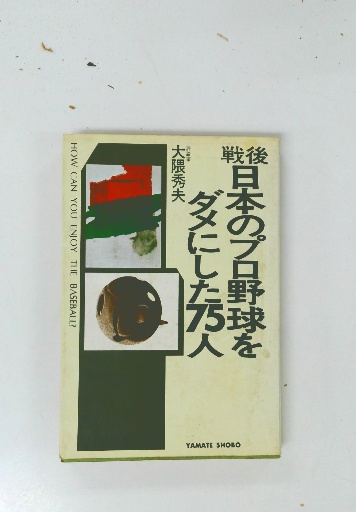 戦後
日本のプロ野球を
ダメにした75人
大隈秀夫
HOW CAN YOU ENJOY THE BASEBALL?
YAMATE SHOBO